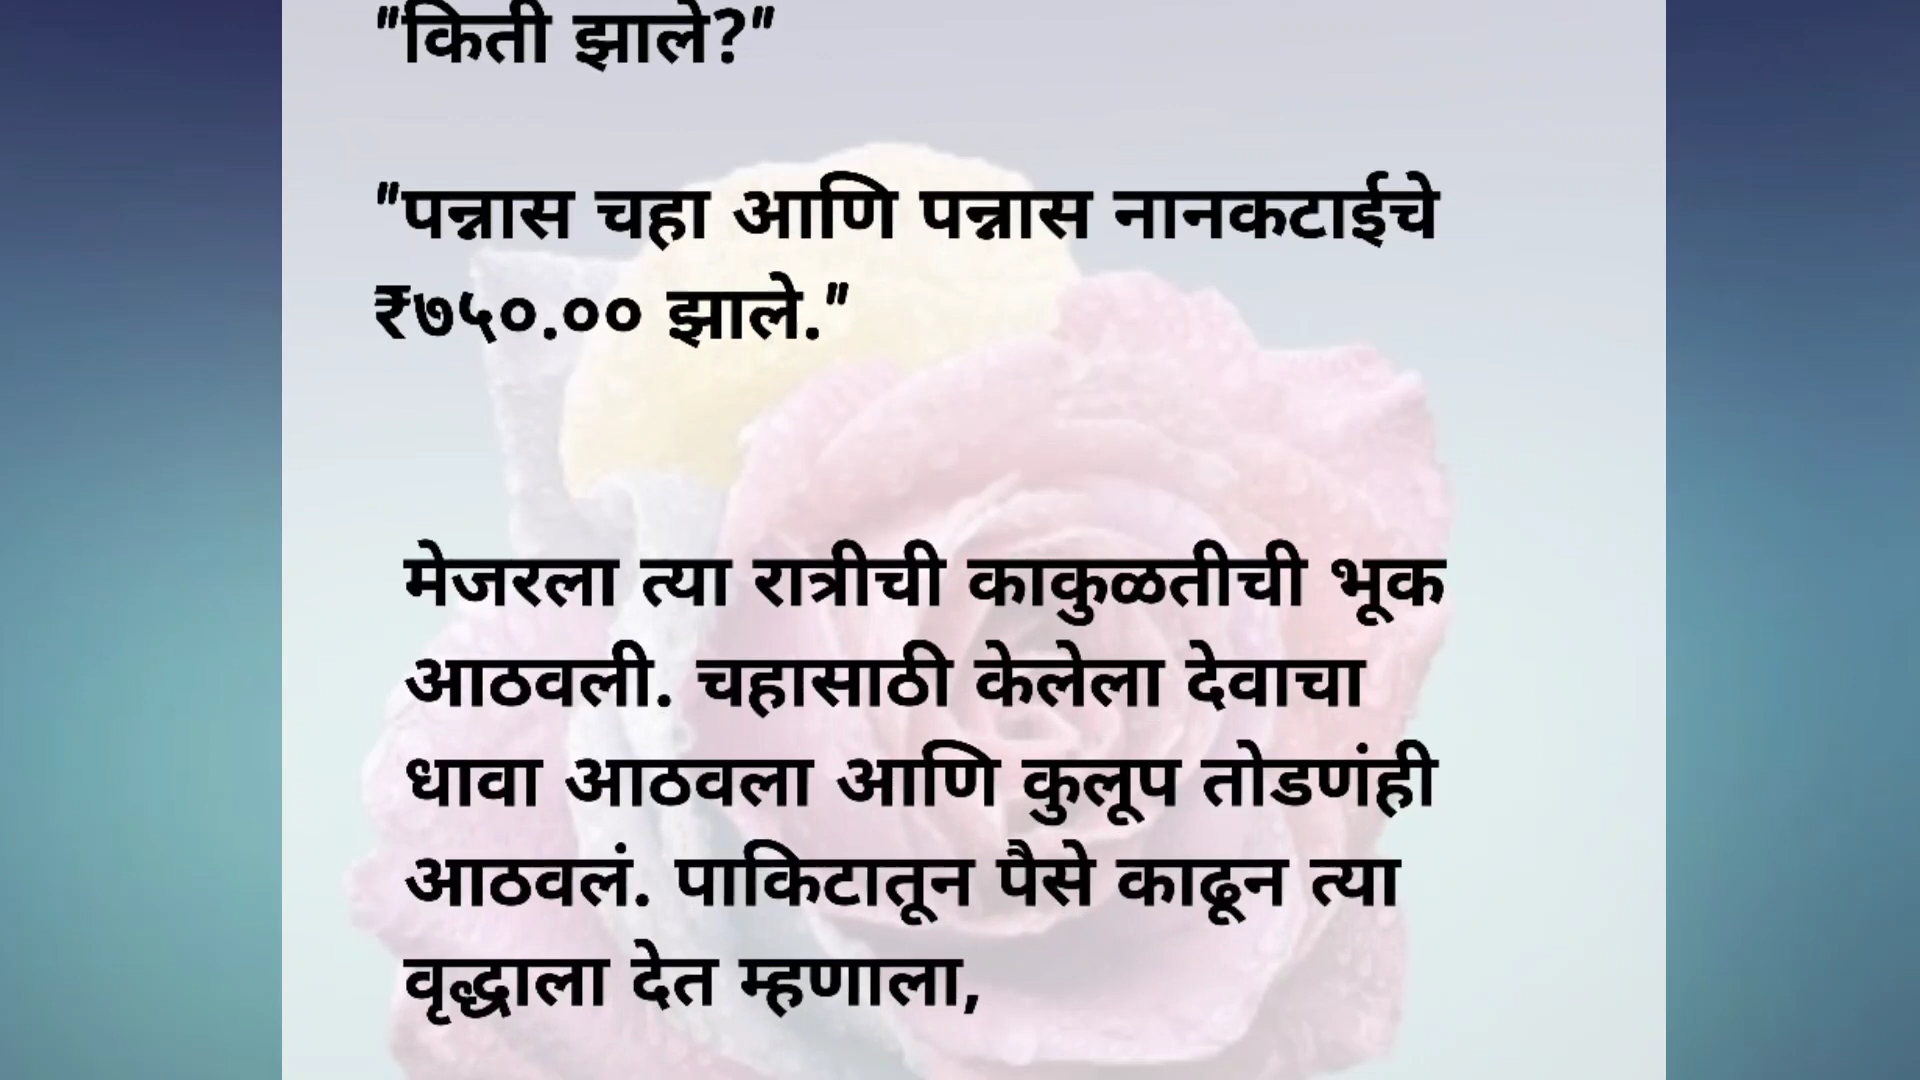 "किती झाले?"
"पन्नास चहा आणि पन्नास नानकटाईचे
₹७५०.०० झाले."
मेजरला त्या रात्रीची काकुळतीची भूक
आठवली. चहासाठी केलेला देवाचा
धावा आठवला आणि कुलूप तोडणंही
आठवलं. पाकिटातून पैसे काढून त्या
वृद्धाला देत म्हणाला,